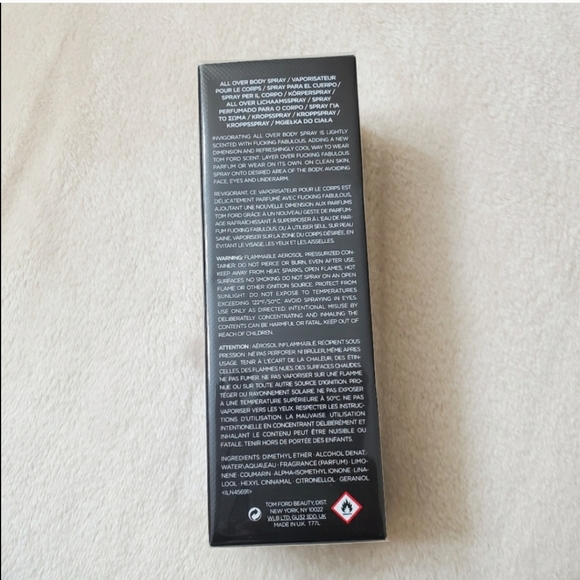 ALL OVER BODY SPRAY / VAPORISATEUR
POUR LE CORPS / SPRAY PARA EL CUERPO /
SPRAY PER IL CORPO / KÖRPERSPRAY /
ALL OVER LICHAAMSSPRAY / SPRAY
PERFUMADO PARA O CORPO / SPRAY ΓΙΑ
ΤΟ ΣΩΜΑ / KROPSSPRAY / KROPPSPRAY /
KROPPSSPRAY / MGIEŁKA DO CIAŁA
INVIGORATING ALL OVER BODY SPRAY IS LIGHTLY
SCENTED WITH FUCKING FABULOUS, ADDING A NEW
DIMENSION AND REFRESHINGLY COOL WAY TO WEAR
TOM FORD SCENT. LAYER OVER FUCKING FABULOUS
PARFUM OR WEAR ON ITS OWN. ON CLEAN SKIN,
SPRAY ONTO DESIRED AREA OF THE BODY, AVOIDING
FACE, EYES AND UNDERARM.
REVIGORANT, CE VAPORISATEUR POUR LE CORPS EST
DÉLICATEMENT PARFUMÉ AVEC FUCKING FABULOUS,
AJOUTANT UNE NOUVELLE DIMENSION AUX PARFUMS
TOM FORD GRÂCE À UN NOUVEAU GESTE DE PARFUM-
AGE RAFRAÎCHISSANT À SUPERPOSER À L'EAU DE PAR-
FUM FUCKING FABULOUS, OU À UTILISER SEUL. SUR PEAU
SAINE, VAPORISER SUR LA ZONE DU CORPS DÉSIRÉE, EN
ÉVITANT LE VISAGE, LES YEUX ET LES AISSELLES.
WARNING: FLAMMABLE AEROSOL. PRESSURIZED CON-
TAINER: DO NOT PIERCE OR BURN, EVEN AFTER USE.
KEEP AWAY FROM HEAT, SPARKS, OPEN FLAMES, HOT
SURFACES. NO SMOKING. DO NOT SPRAY ON AN OPEN
FLAME OR OTHER IGNITION SOURCE. PROTECT FROM
SUNLIGHT. DO NOT EXPOSE TO TEMPERATURES
EXCEEDING 122°F/50°C. AVOID SPRAYING IN EYES.
USE ONLY AS DIRECTED. INTENTIONAL MISUSE BY
DELIBERATELY CONCENTRATING AND INHALING THE
CONTENTS CAN BE HARMFUL OR FATAL. KEEP OUT OF
REACH OF CHILDREN.
ATTENTION : AÉROSOL INFLAMMABLE. RÉCIPIENT SOUS
PRESSION : NE PAS PERFORER, NI BRÛLER, MÊME APRÈS
USAGE. TENIR À L'ÉCART DE LA CHALEUR, DES ÉTIN-
CELLES, DES FLAMMES NUES, DES SURFACES CHAUDES.
NE PAS FUMER. NE PAS VAPORISER SUR UNE FLAMME
NUE OU SUR TOUTE AUTRE SOURCE D'IGNITION. PRO-
TÉGER DU RAYONNEMENT SOLAIRE. NE PAS EXPOSER
À UNE TEMPÉRATURE SUPÉRIEURE À 50°C. NE PAS
VAPORISER VERS LES YEUX. RESPECTER LES INSTRUC-
TIONS D'UTILISATION. LA MAUVAISE UTILISATION
INTENTIONELLE EN CONCENTRANT DÉLIBÉRÉMENT ET
INHALANT LE CONTENU PEUT ÊTRE NUISIBLE OU
FATALE. TENIR HORS DE PORTÉE DES ENFANTS.
INGREDIENTS: DIMETHYL ETHER · ALCOHOL DENAT. ·
WATER\AQUA\EAU · FRAGRANCE (PARFUM) · LIMO-
NENE · COUMARIN · ALPHA-ISOMETHYL IONONE · LINA-
LOOL · HEXYL CINNAMAL · CITRONELLOL · GERANIOL
<ILN45691>
TOM FORD BEAUTY, DIST.
NEW YORK, NY 10022
WLB LTD, GU32 3DD, UK
MADE IN U.K. T77L